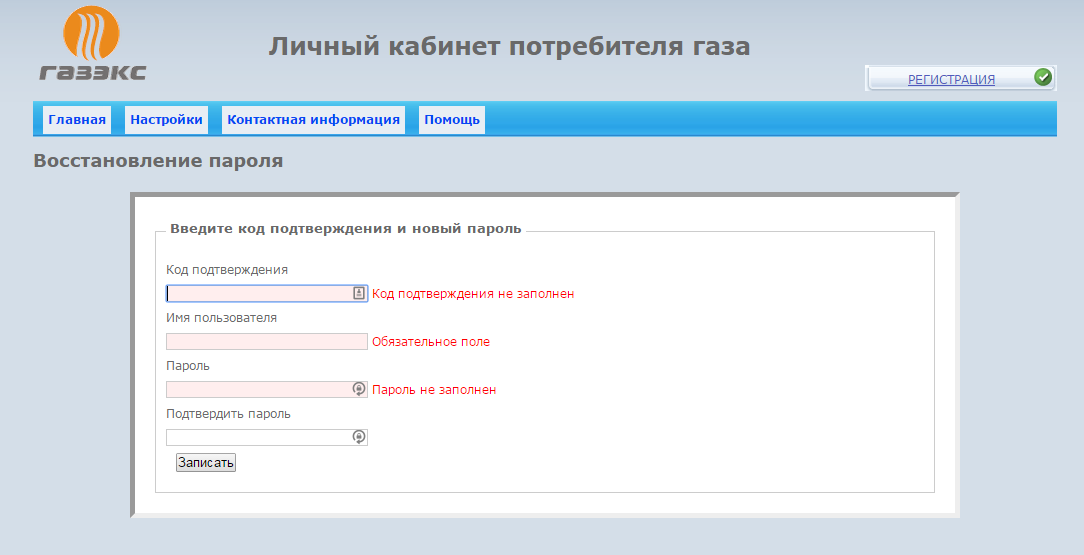 газэкс
Личный кабинет потребителя газа
РЕГИСТРАЦИЯ
Главная Настройки Контактная информация Помощь
Восстановление пароля
Введите код подтверждения и новый пароль
Код подтверждения
Код подтверждения не заполнен
Имя пользователя
Обязательное поле
Пароль
Пароль не заполнен
Подтвердить пароль
Записать